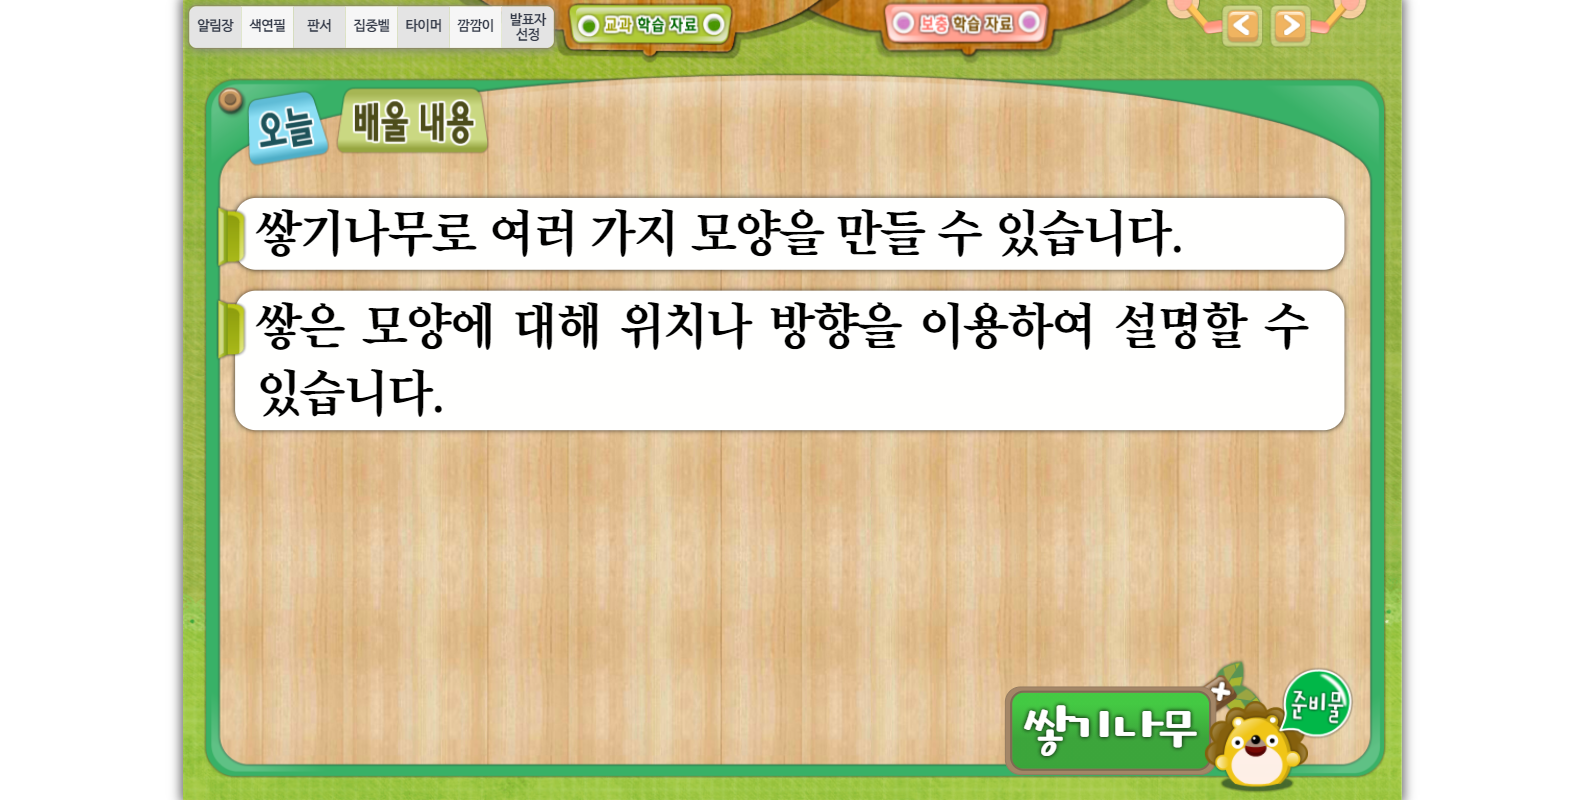 알림장 색연필 판서 집중벨 타이머 깜깜이 발표자 선정
교과 학습 자료
보충 학습 자료
오늘 배울 내용
쌓기나무로 여러 가지 모양을 만들 수 있습니다.
쌓은 모양에 대해 위치나 방향을 이용하여 설명할 수
있습니다.
쌓기나무
준비물